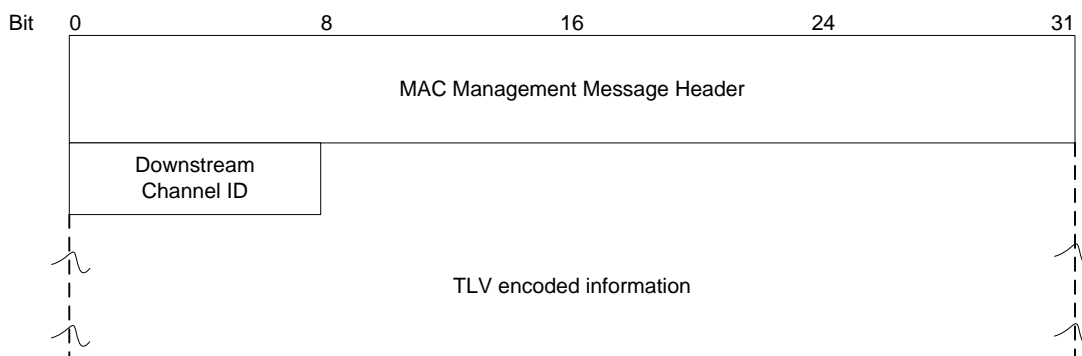 Bit 0 8 16 24 31
MAC Management Message Header
Downstream
Channel ID
TLV encoded information